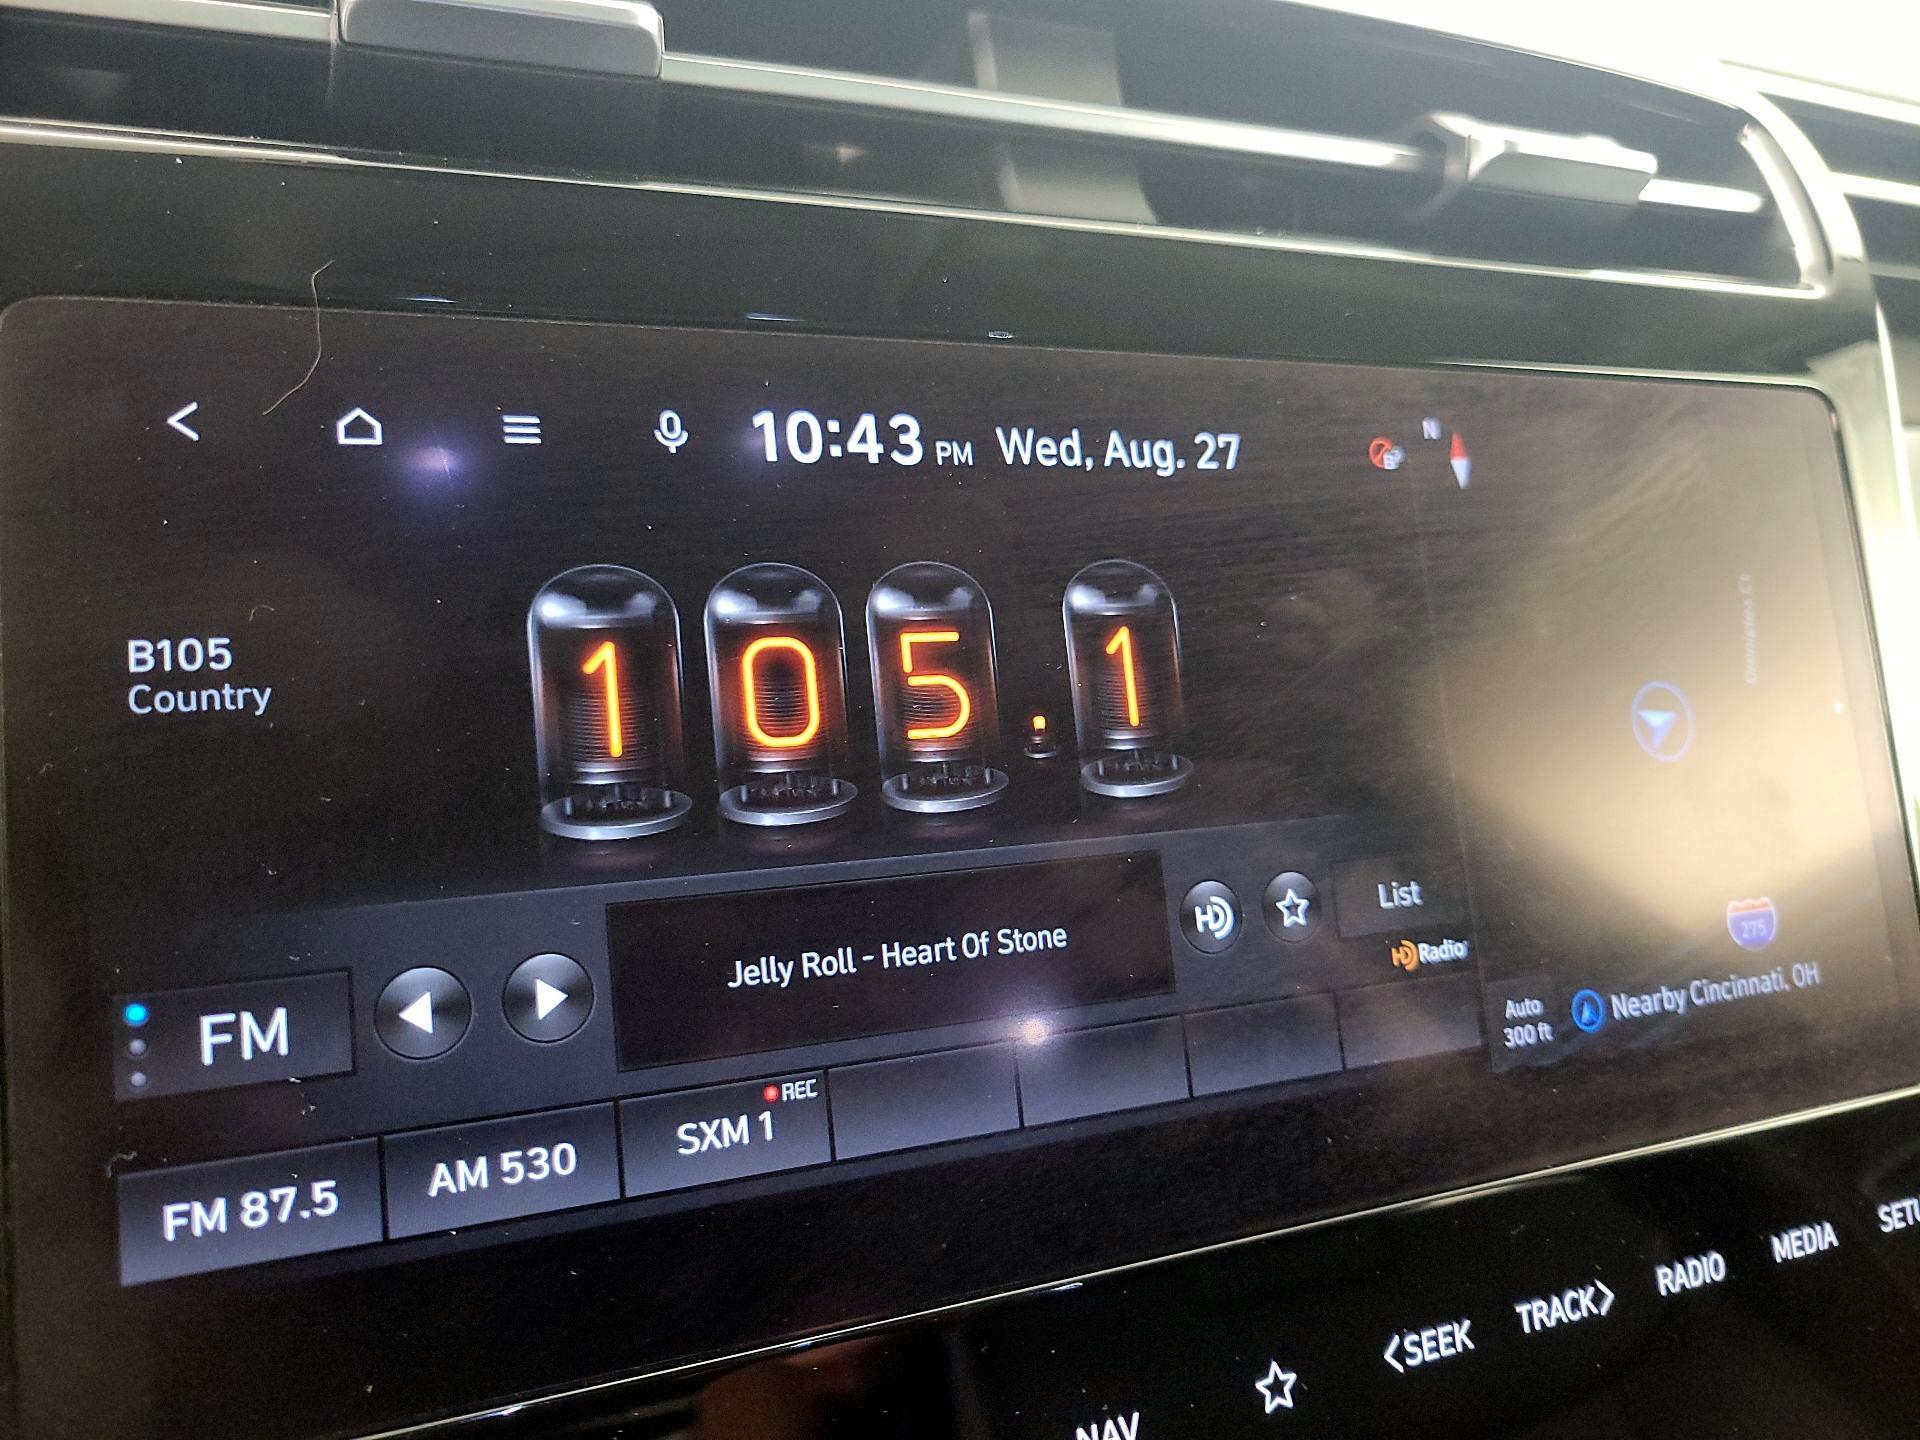 10:43 PM Wed, Aug. 27
N
B105
Country
105.1
Jelly Roll - Heart Of Stone
HD
List
HD Radio
FM
275
Auto
300 ft
Nearby Cincinnati, OH
FM 87.5
AM 530
SXM 1
REC
NAV
<SEEK
TRACK>
RADIO
MEDIA